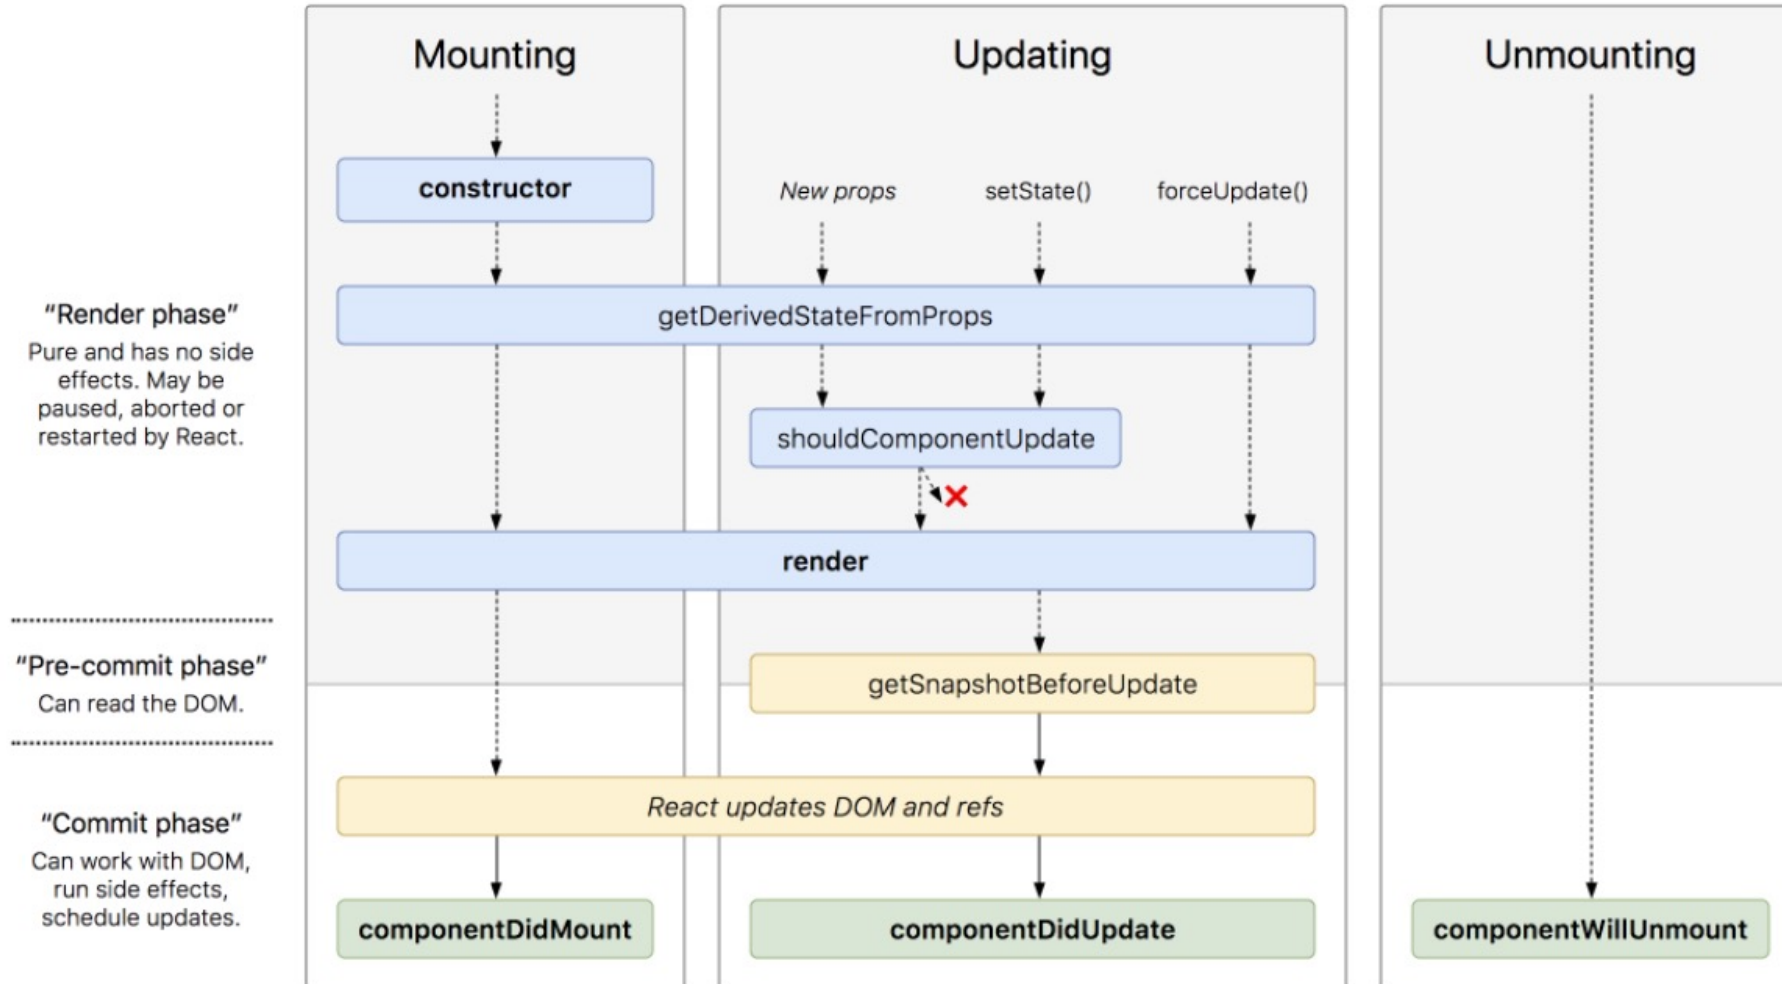 Mounting
Updating
Unmounting
constructor
New props
setState()
forceUpdate()
“Render phase”
Pure and has no side
effects. May be
paused, aborted or
restarted by React.
getDerivedStateFromProps
shouldComponentUpdate
render
“Pre-commit phase”
Can read the DOM.
getSnapshotBeforeUpdate
“Commit phase”
Can work with DOM,
run side effects,
schedule updates.
React updates DOM and refs
componentDidMount
componentDidUpdate
componentWillUnmount